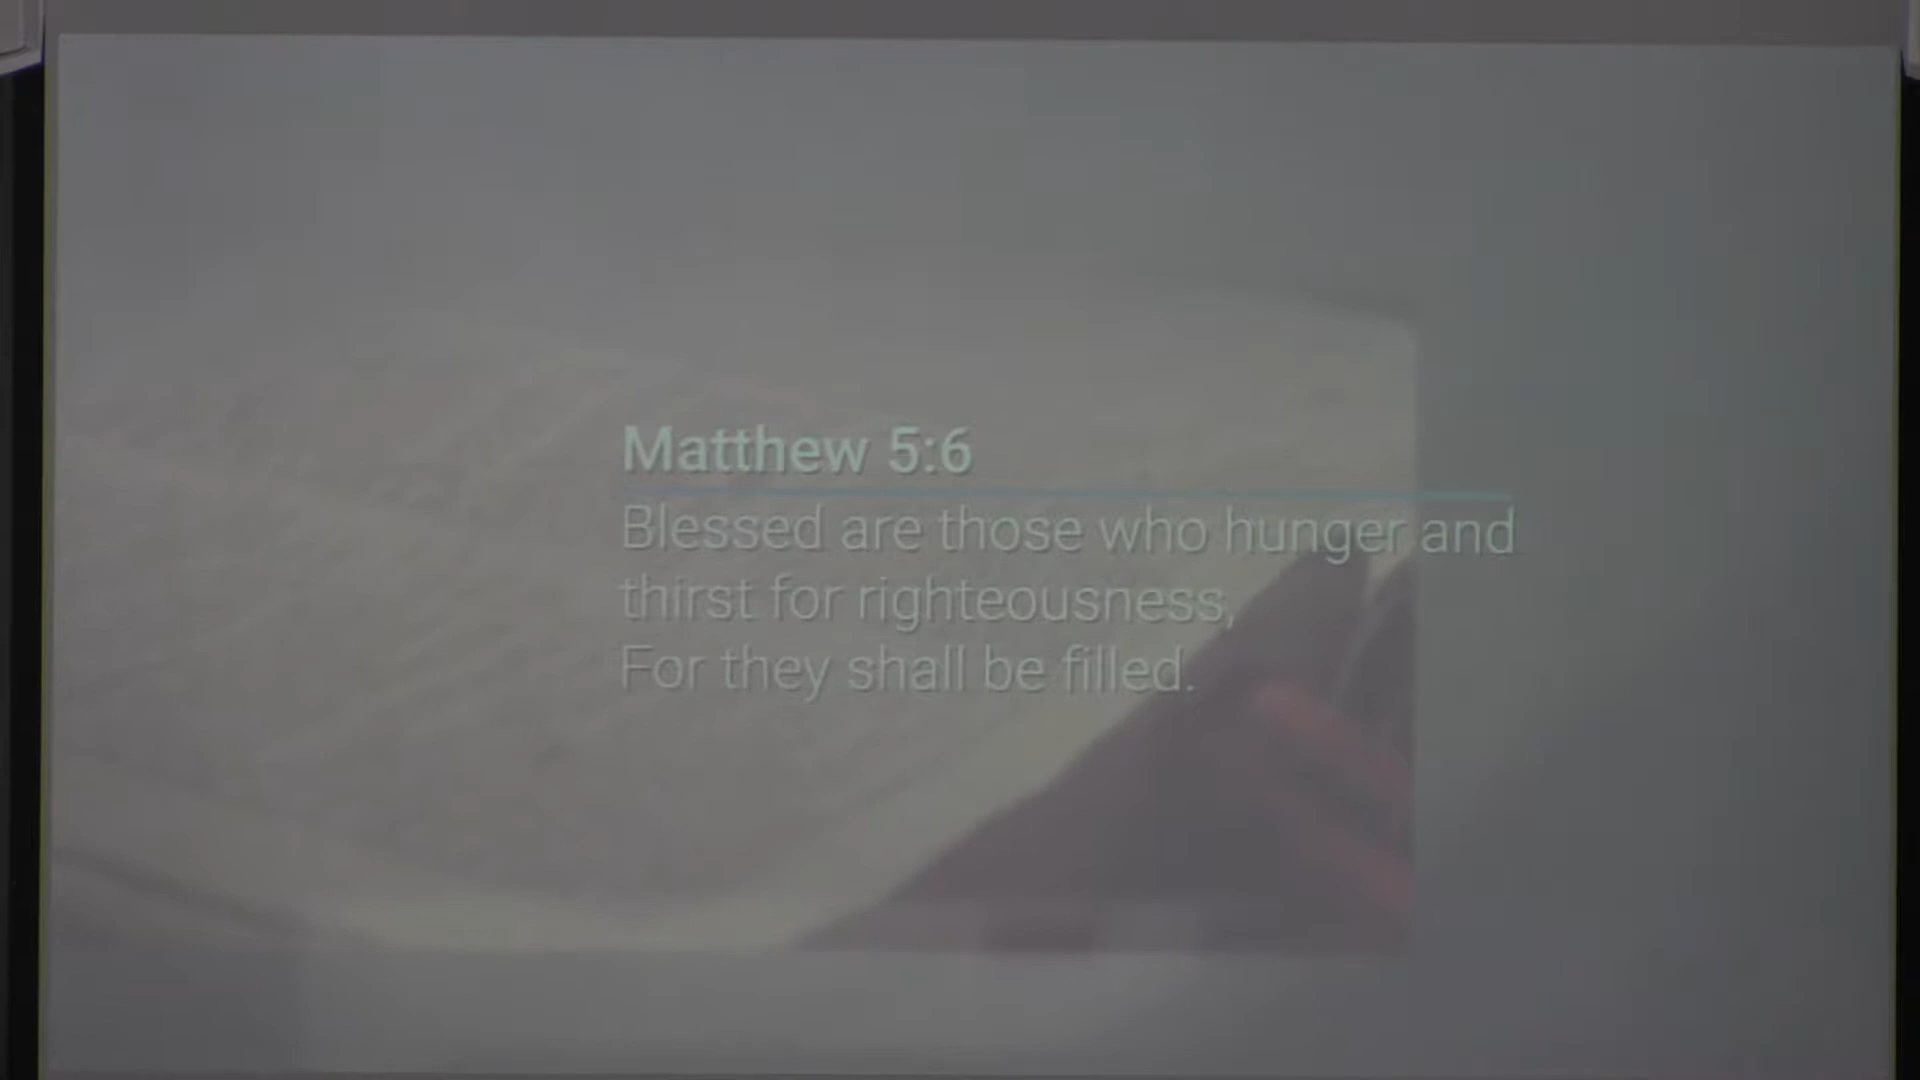 Matthew 5:6
Blessed are those who hunger and
thirst for righteousness,
For they shall be filled.